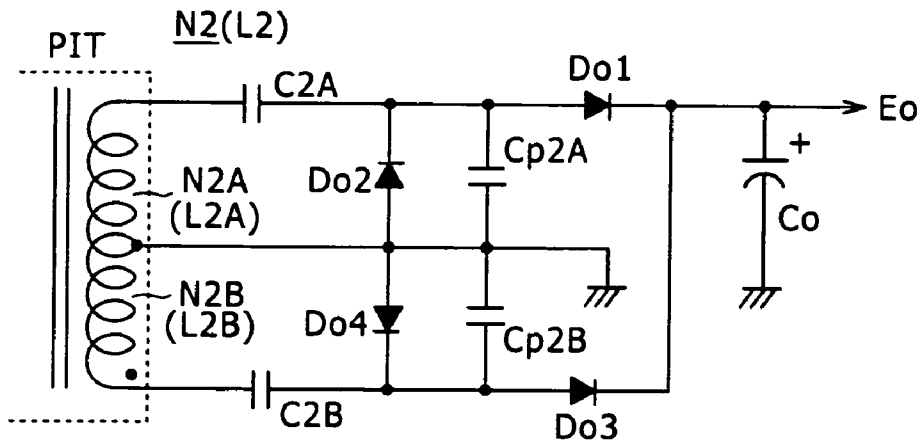 N2(L2)
PIT
C2A
Do1
Eo
Cp2A
+
Do2
N2A
(L2A)
Co
N2B
(L2B)
Do4
Cp2B
C2B
Do3